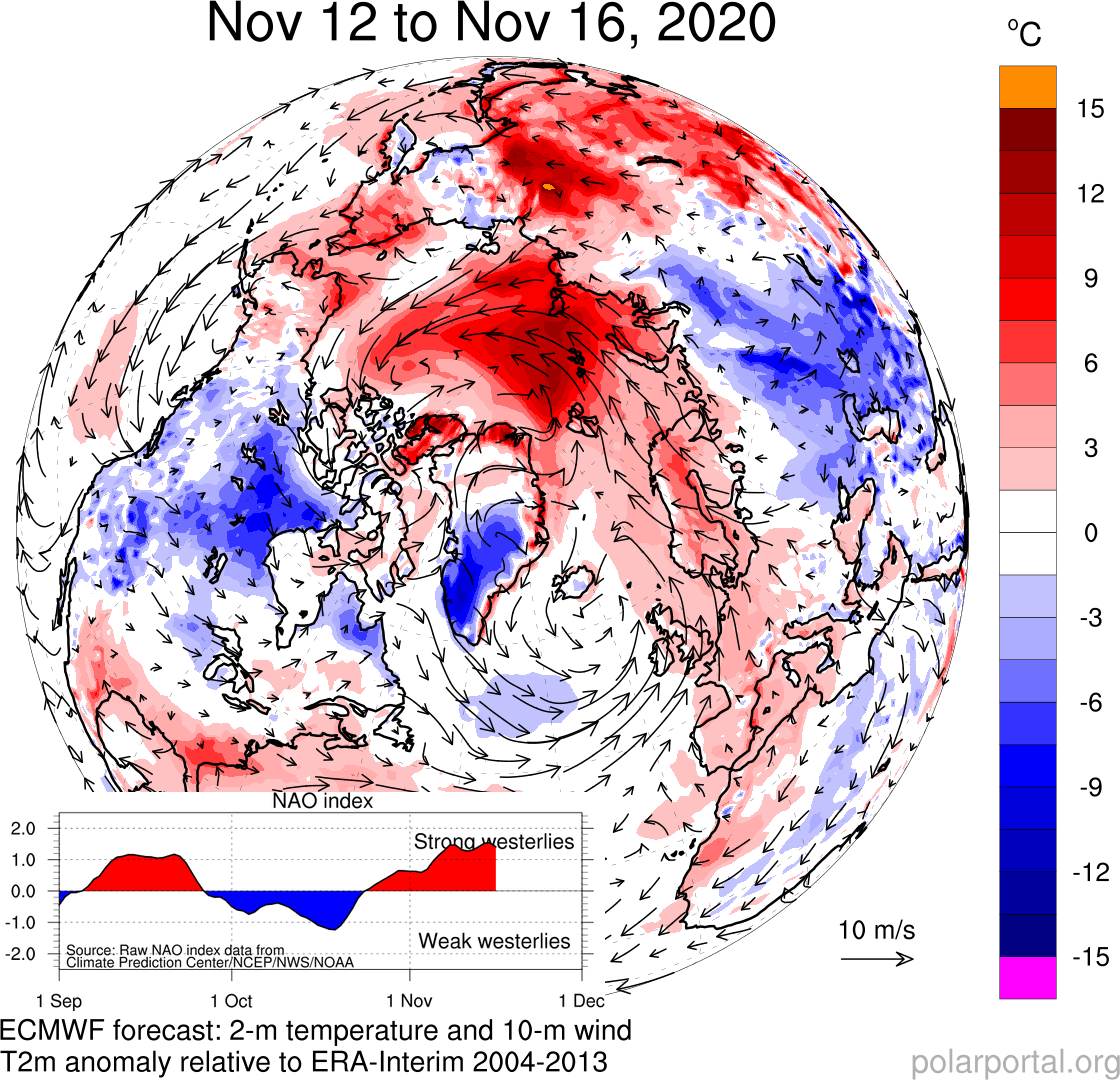 Nov 12 to Nov 16, 2020
oC
15
12
9
6
3
0
-3
-6
-9
-12
-15
10 m/s
NAO index
2.0
1.0
0.0
-1.0
-2.0
Strong westerlies
Weak westerlies
Source: Raw NAO index data from
Climate Prediction Center/NCEP/NWS/NOAA
1 Sep 1 Oct 1 Nov 1 Dec
ECMWF forecast: 2-m temperature and 10-m wind
T2m anomaly relative to ERA-Interim 2004-2013
polarportal.org